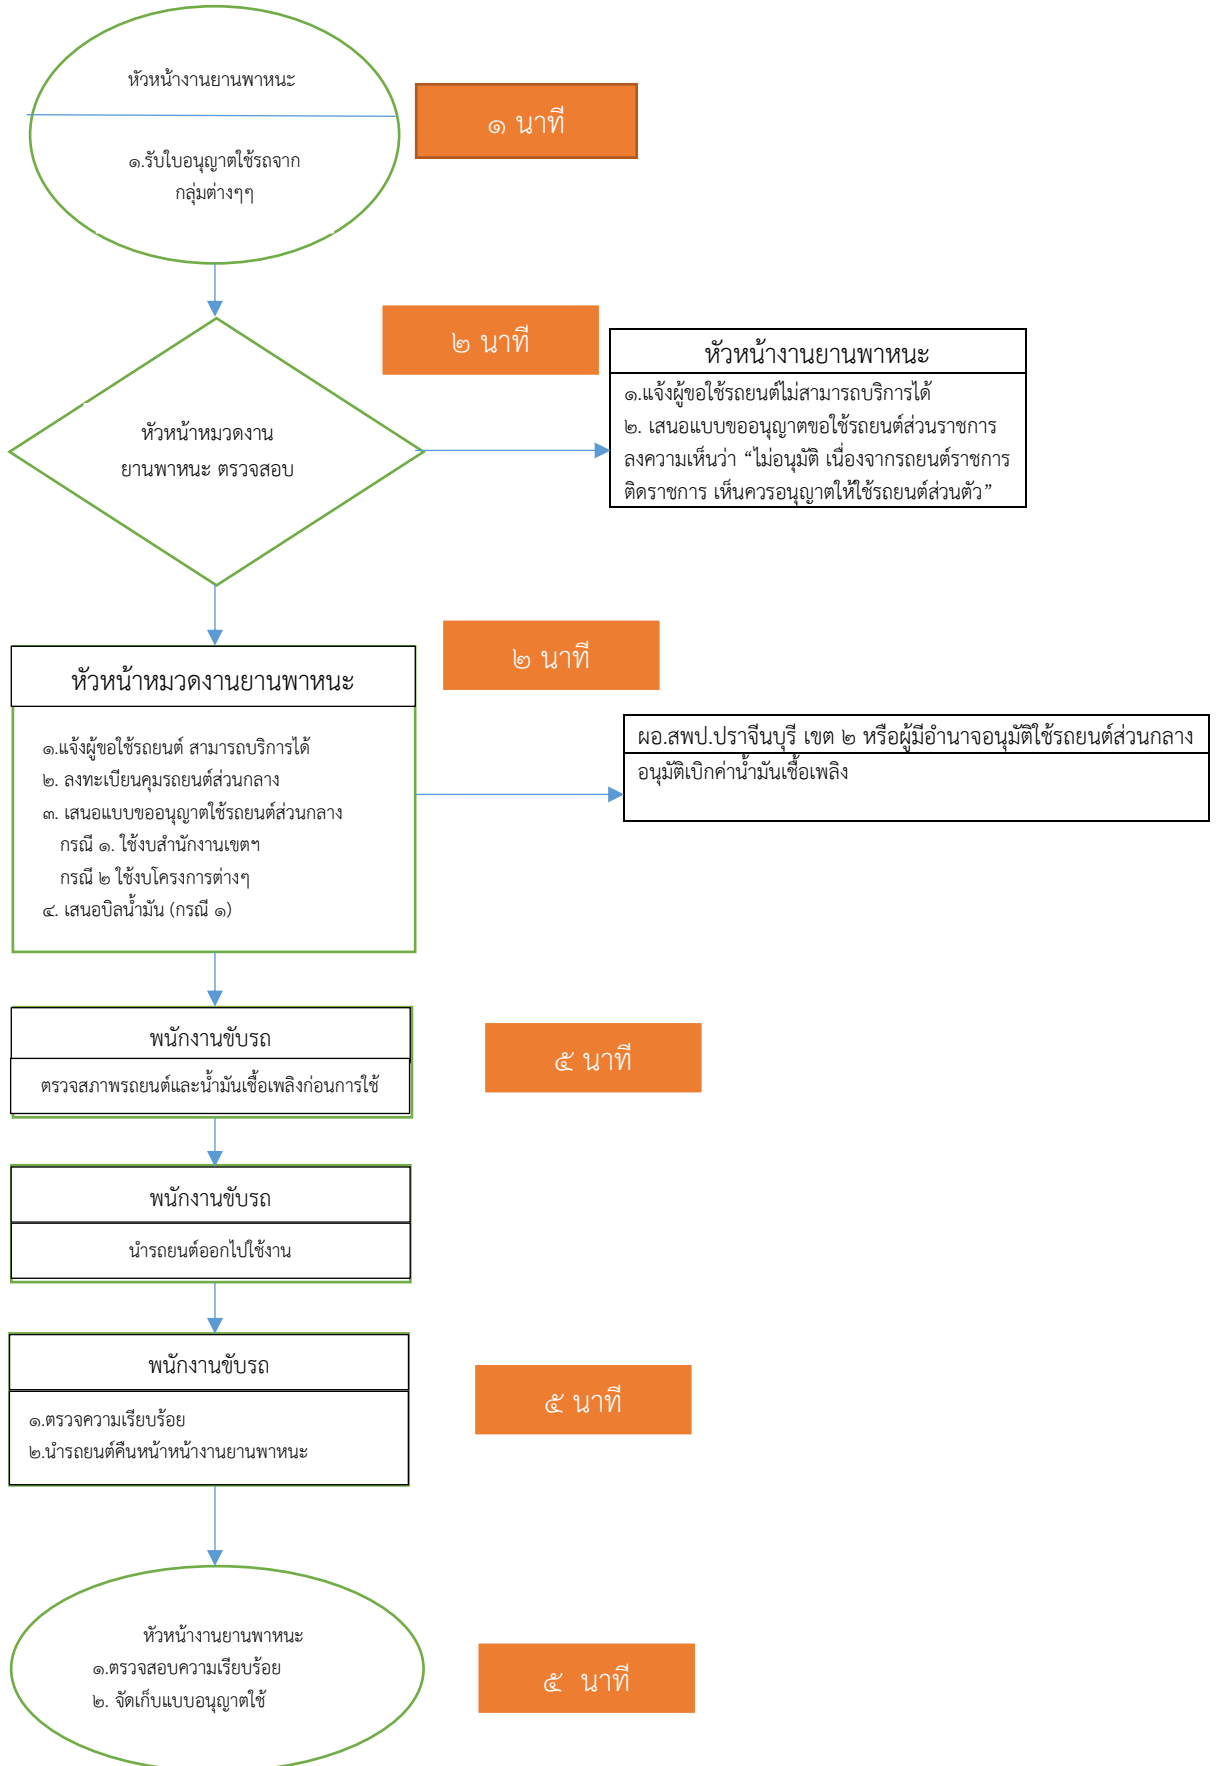 หัวหน้างานยานพาหนะ
๑ นาที
๑.รับใบอนุญาตใช้รถจาก
กลุ่มต่างๆๆ
๒ นาที
หัวหน้าหมวดงาน
ยานพาหนะ ตรวจสอบ
หัวหน้างานยานพาหนะ
๑.แจ้งผู้ขอใช้รถยนต์ไม่สามารถบริการได้
๒. เสนอแบบขออนุญาตขอใช้รถยนต์ส่วนราชการ
ลงความเห็นว่า “ไม่อนุมัติ เนื่องจากรถยนต์ราชการ
ติดราชการ เห็นควรอนุญาตให้ใช้รถยนต์ส่วนตัว”
๒ นาที
หัวหน้าหมวดงานยานพาหนะ
๑.แจ้งผู้ขอใช้รถยนต์ สามารถบริการได้
๒. ลงทะเบียนคุมรถยนต์ส่วนกลาง
๓. เสนอแบบขออนุญาตใช้รถยนต์ส่วนกลาง
กรณี ๑. ใช้งบสำนักงานเขตฯ
กรณี ๒ ใช้งบโครงการต่างๆ
๔. เสนอบิลน้ำมัน (กรณี ๑)
ผอ.สพป.ปราจีนบุรี เขต ๒ หรือผู้มีอำนาจอนุมัติใช้รถยนต์ส่วนกลาง
อนุมัติเบิกค่าน้ำมันเชื้อเพลิง
พนักงานขับรถ
๕ นาที
ตรวจสภาพรถยนต์และน้ำมันเชื้อเพลิงก่อนการใช้
พนักงานขับรถ
นำรถยนต์ออกไปใช้งาน
พนักงานขับรถ
๕ นาที
๑.ตรวจความเรียบร้อย
๒.นำรถยนต์คืนหน้าหน้างานยานพาหนะ
หัวหน้างานยานพาหนะ
๑.ตรวจสอบความเรียบร้อย
๒. จัดเก็บแบบอนุญาตใช้
๕ นาที